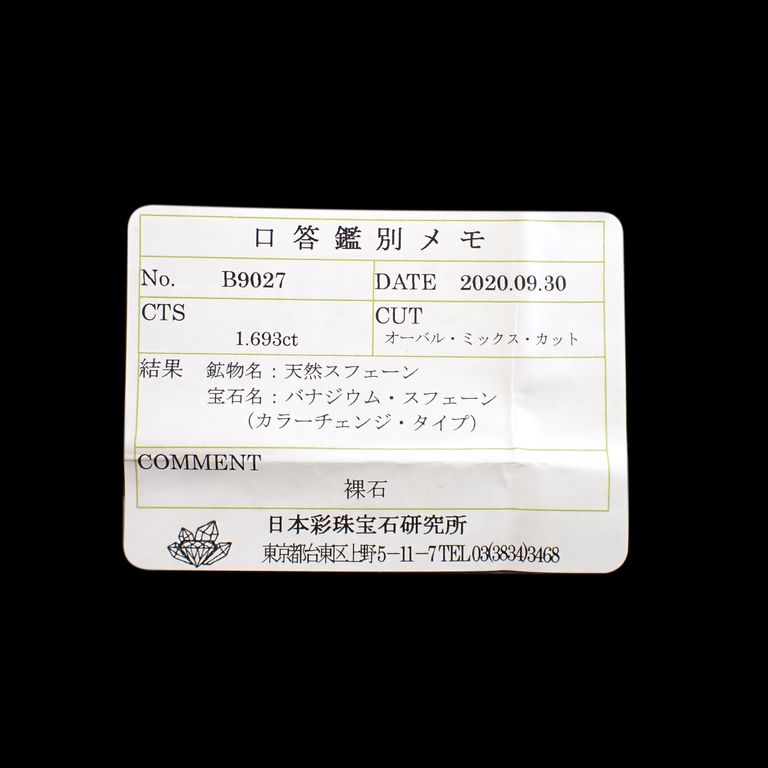 口答鑑別メモ
No. B9027 DATE 2020.09.30
CTS CUT
1.693ct オーバル・ミックス・カット
結果 鉱物名：天然スフェーン
宝石名：バナジウム・スフェーン
（カラーチェンジ・タイプ）
COMMENT
裸石
日本彩珠宝石研究所
東京都台東区上野5－11－7 TEL 03(3834)3468